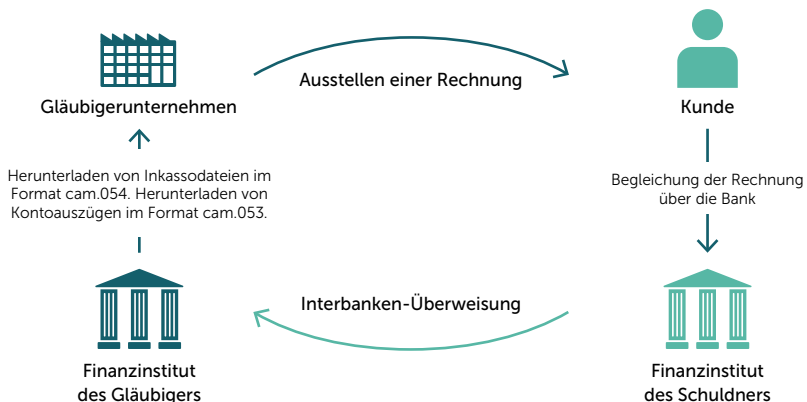 Ausstellen einer Rechnung
Gläubigerunternehmen
Kunde
Herunterladen von Inkassodateien im
Format cam.054. Herunterladen von
Kontoauszügen im Format cam.053.
Begleichung der Rechnung
über die Bank
Interbanken-Überweisung
Finanzinstitut
des Gläubigers
Finanzinstitut
des Schuldners